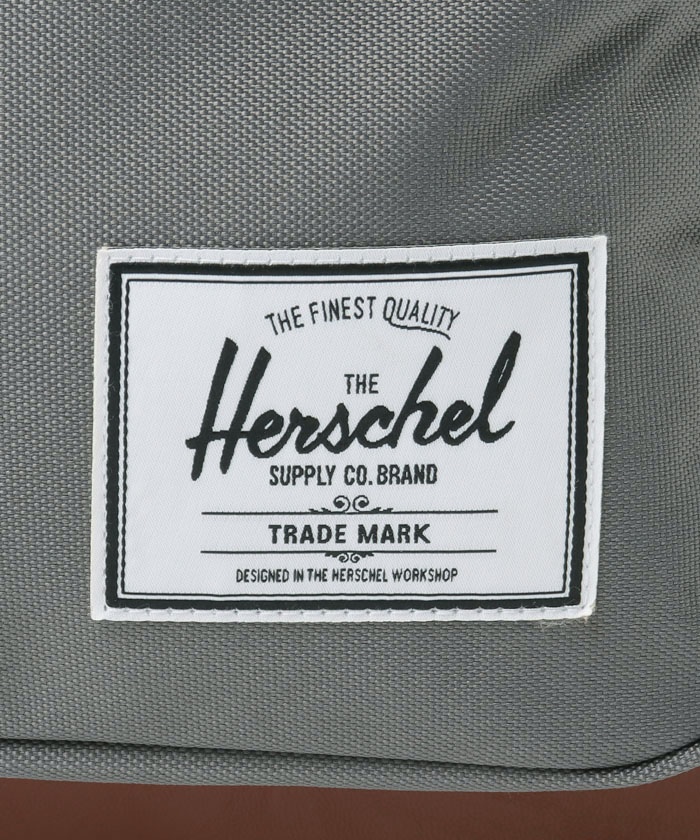 THE FINEST QUALITY
THE
Herschel
SUPPLY CO. BRAND
TRADE MARK
DESIGNED IN THE HERSCHEL WORKSHOP